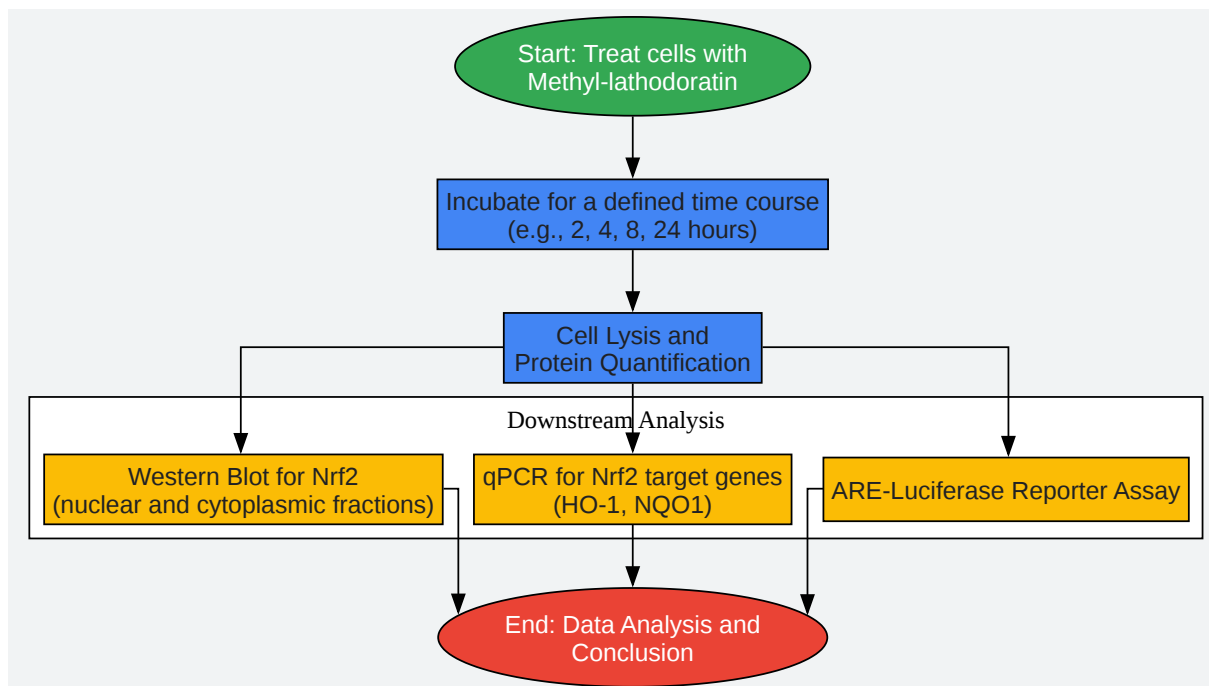 Start: Treat cells with
Methyl-lathodoratin
Incubate for a defined time course
(e.g., 2, 4, 8, 24 hours)
Cell Lysis and
Protein Quantification
Downstream Analysis
Western Blot for Nrf2
(nuclear and cytoplasmic fractions)
qPCR for Nrf2 target genes
(HO-1, NQO1)
ARE-Luciferase Reporter Assay
End: Data Analysis and
Conclusion